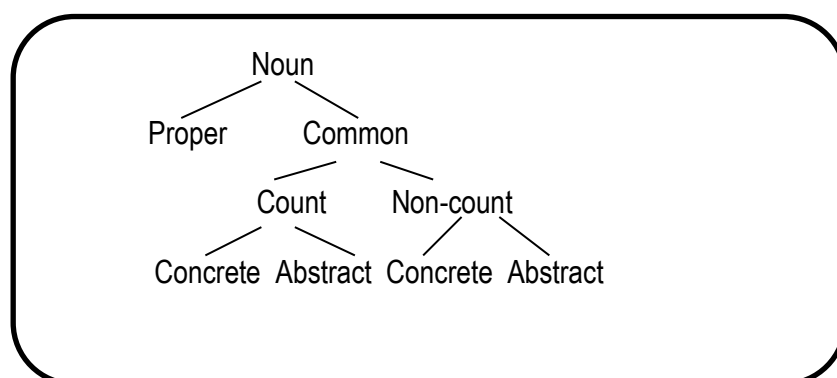 Noun
Proper Common
Count Non-count
Concrete Abstract Concrete Abstract